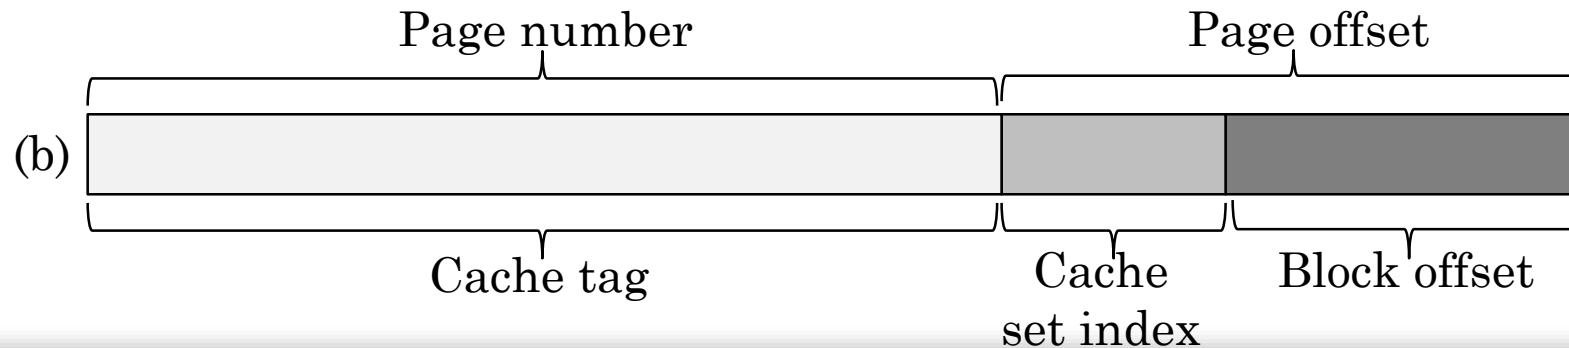 Page number
Page offset
(b)
Cache tag
Cache
set index
Block offset